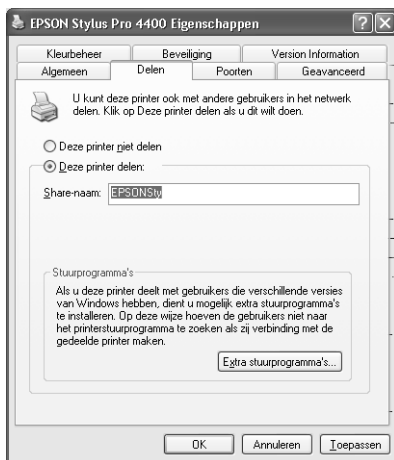 EPSON Stylus Pro 4400 Eigenschappen
Kleurbeheer Beveiliging Version Information
Algemeen Delen Poorten Geavanceerd
U kunt deze printer ook met andere gebruikers in het netwerk
delen. Klik op Deze printer delen als u dit wilt doen.
Deze printer niet delen
Deze printer delen:
Share-naam: EPSONSty
Stuurprogramma's
Als u deze printer deelt met gebruikers die verschillende versies
van Windows hebben, dient u mogelijk extra stuurprogramma's
te installeren. Op deze wijze hoeven de gebruikers niet naar
het printerstuurprogramma te zoeken als zij verbinding met de
gedeelde printer maken.
Extra stuurprogramma's...
OK Annuleren Toepassen